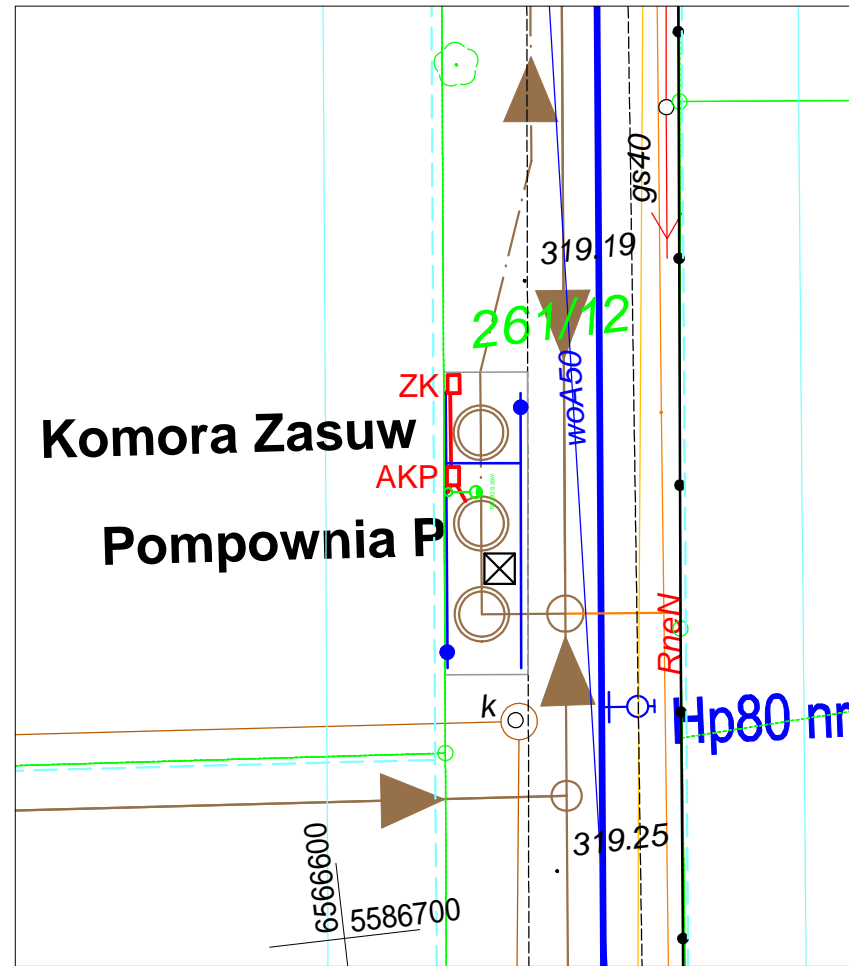 gs40
319.19
261/12
woA50
ZK
Komora Zasuw
AKP
Pompownia P
RneN
k
Hp80 nr
319.25
6566600
5586700